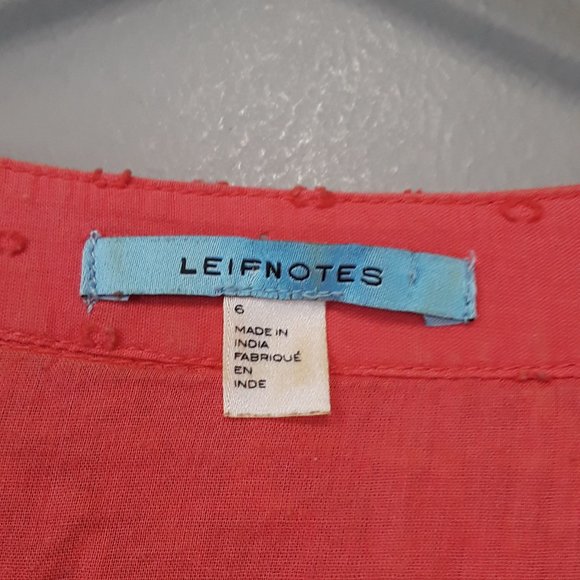 LEIFNOTES
6
MADE IN
INDIA
FABRIQUÉ
EN
INDE